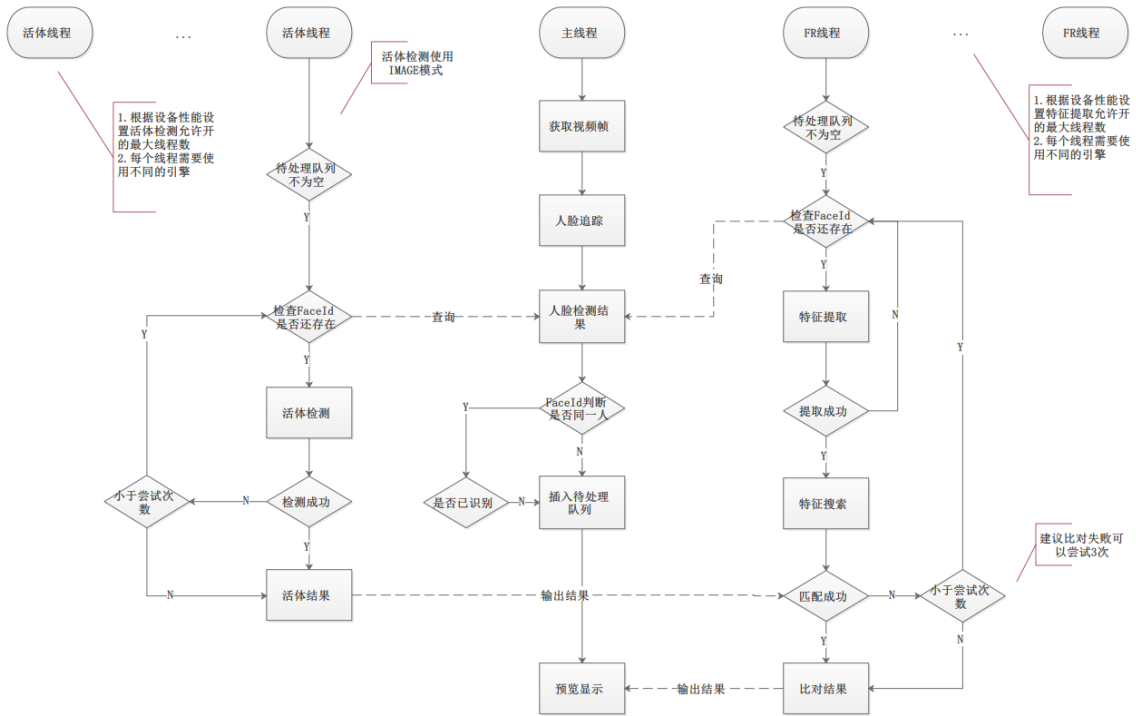 活体线程
...
活体线程
主线程
FR线程
...
FR线程
活体检测使用
IMAGE模式
1.根据设备性能设
置活体检测允许开
的最大线程数
2.每个线程需要使
用不同的引擎
1.根据设备性能设
置特征提取允许开
的最大线程数
2.每个线程需要使
用不同的引擎
获取视频帧
待处理队列
不为空
待处理队列
不为空
Y
Y
人脸追踪
检查FaceId
是否还存在
查询
Y
检查FaceId
是否还存在
查询
人脸检测结
果
特征提取
N
Y
Y
Y
活体检测
FaceId判断
是否同一人
Y
N
提取成功
Y
小于尝试次
数
N
检测成功
是否已识别
N
插入待处理
队列
特征搜索
Y
建议比对失败可
以尝试3次
N
活体结果
输出结果
匹配成功
N
小于尝试次
数
Y
N
预览显示
输出结果
比对结果